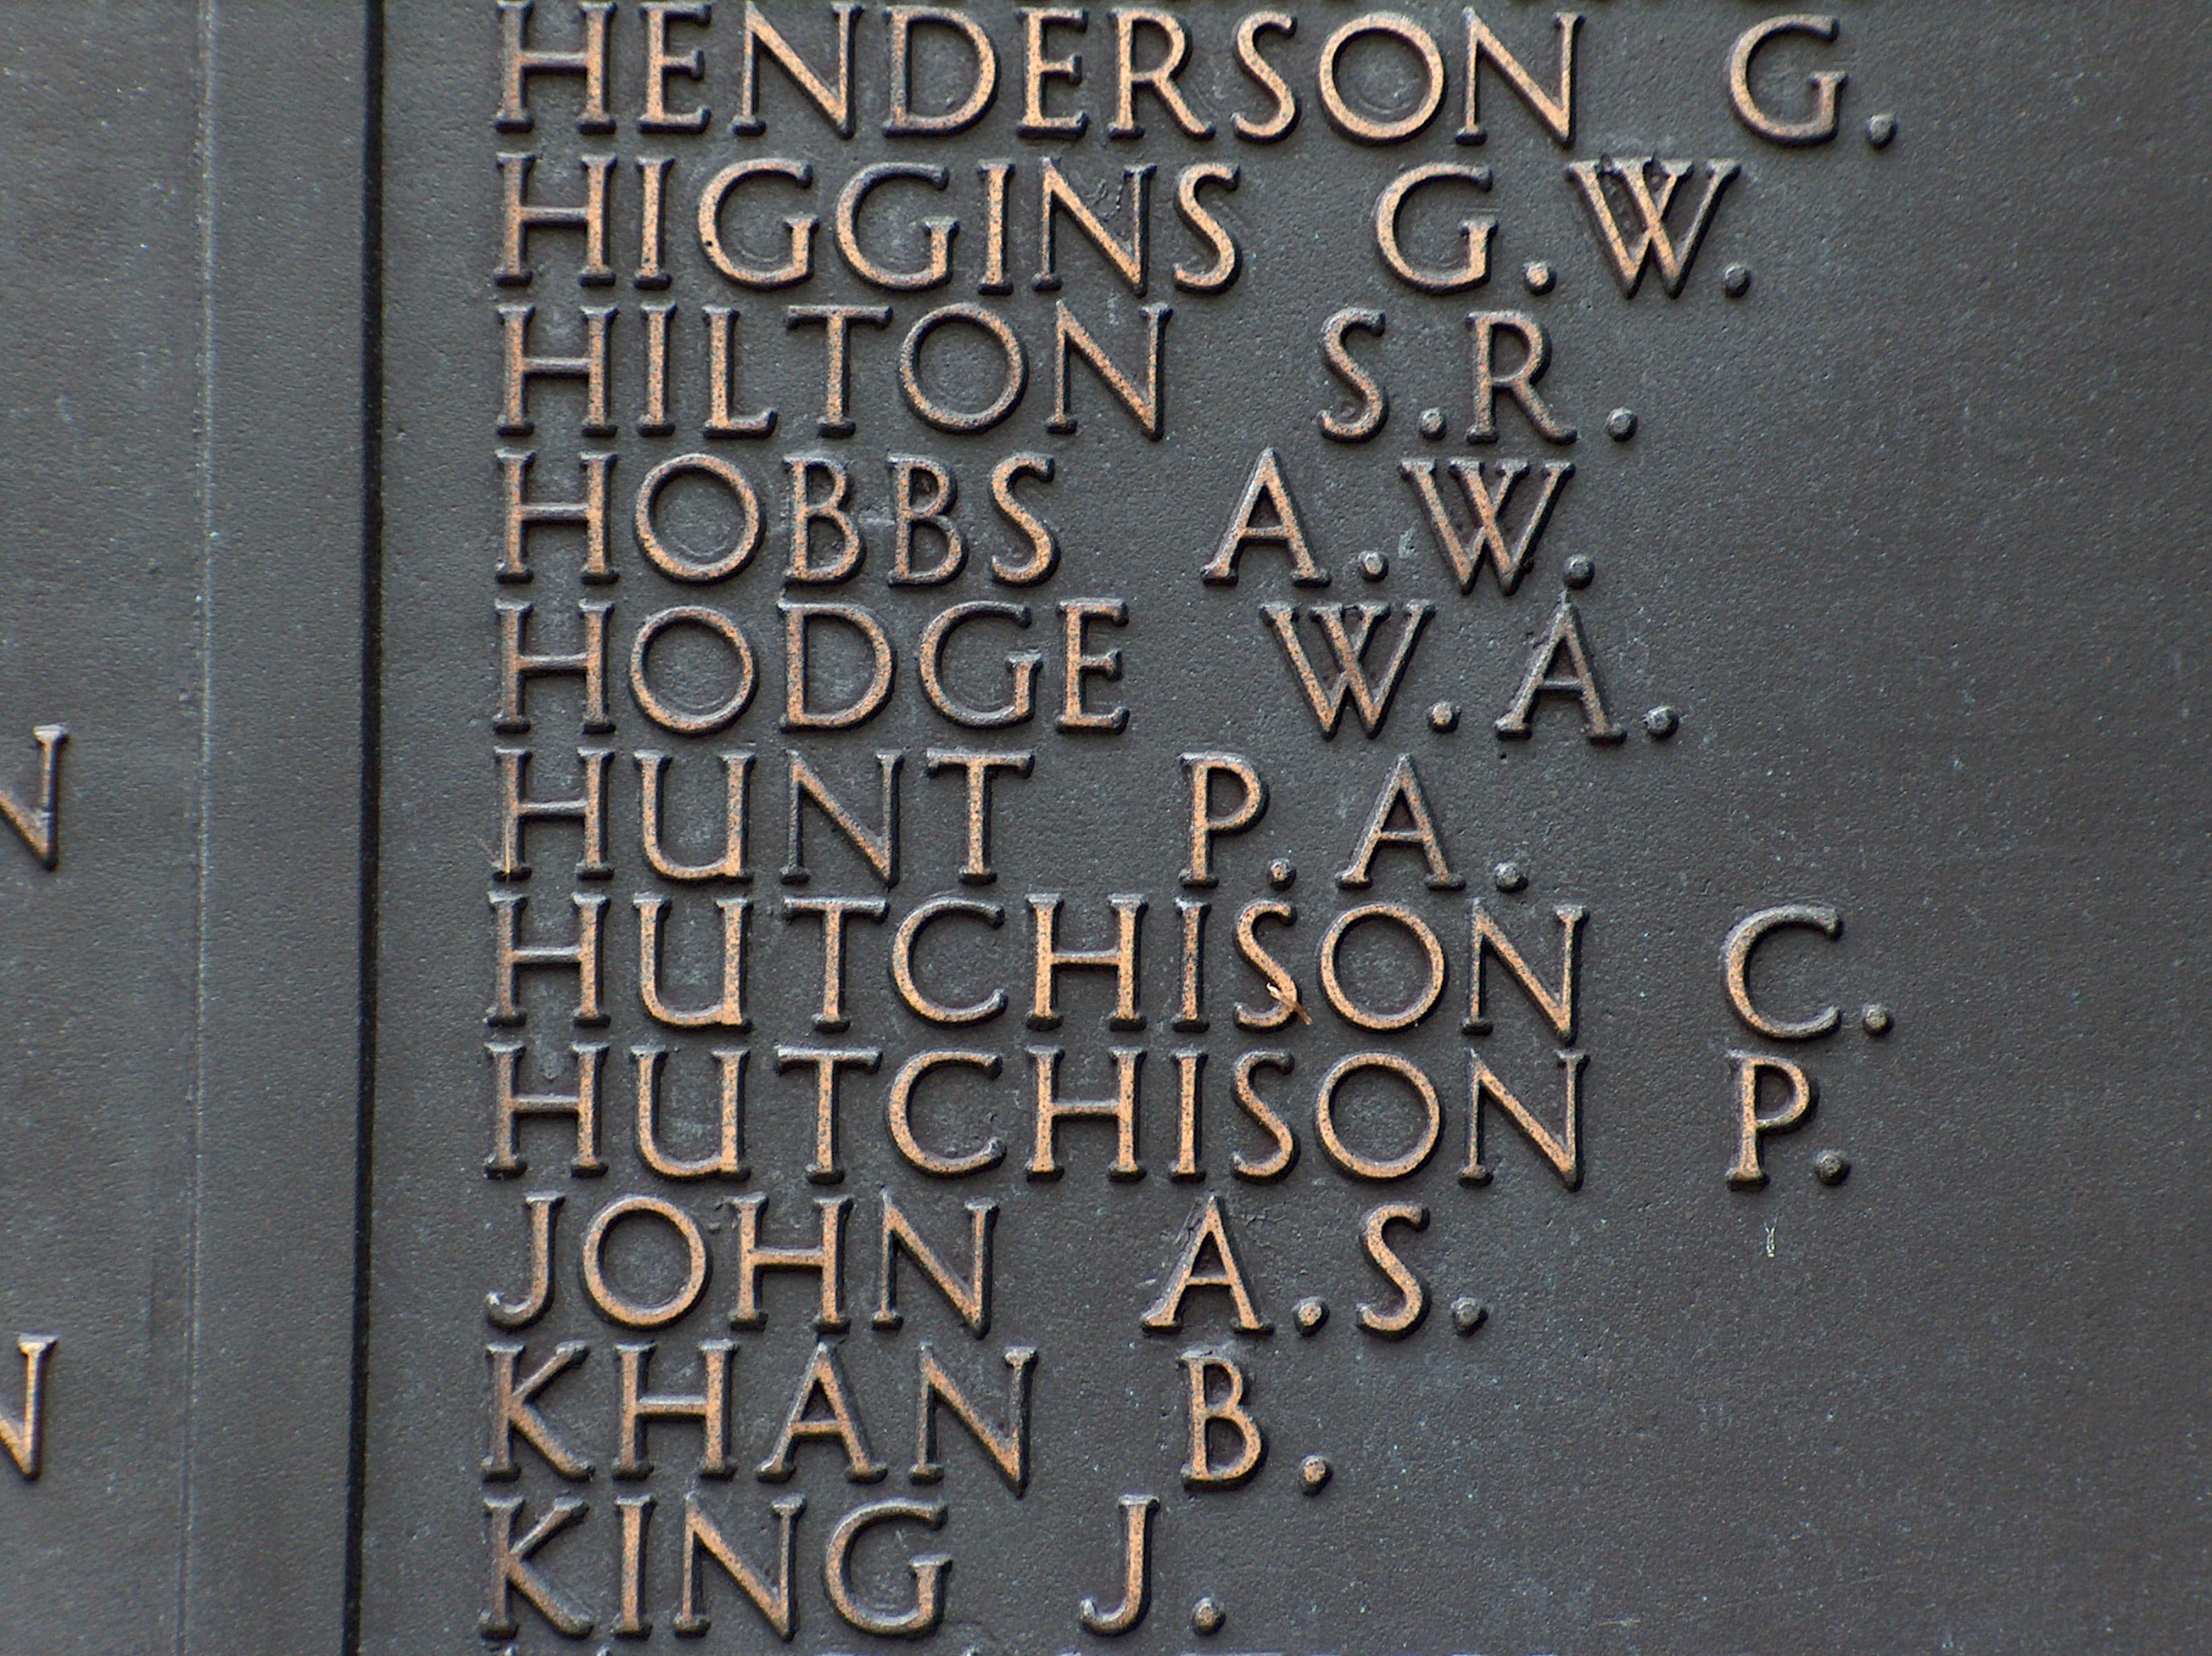 HENDERSON G.
HIGGINS G.W.
HILTON S.R.
HOBBS A.W.
HODGE W.A.
HUNT P.A.
HUTCHISON C.
HUTCHISON P.
JOHN A.S.
KHAN B.
KING J.